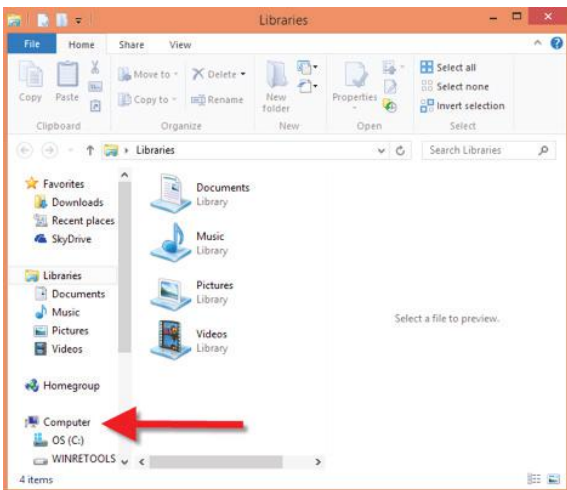 Libraries
File Home Share View
Copy Paste Move to Copy to Delete Rename New folder Properties Select all Select none Invert selection
Clipboard Organize New Open Select
Libraries Search Libraries
Favorites
Downloads
Recent places
SkyDrive
Libraries
Documents
Music
Pictures
Videos
Homegroup
Computer
OS (C:)
WINRETOOLS
Documents
Library
Music
Library
Pictures
Library
Videos
Library
Select a file to preview.
4 items